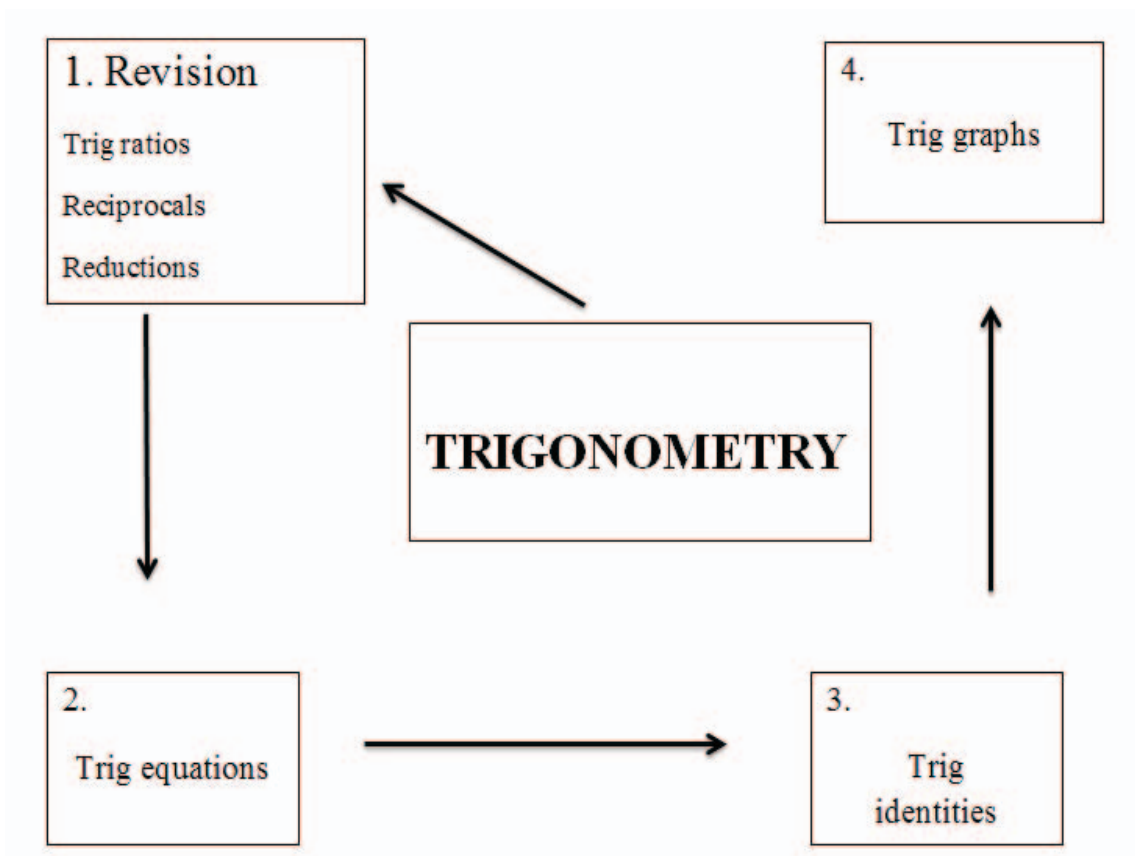 1. Revision
Trig ratios
Reciprocals
Reductions
4.
Trig graphs
TRIGONOMETRY
2.
Trig equations
3.
Trig
identities